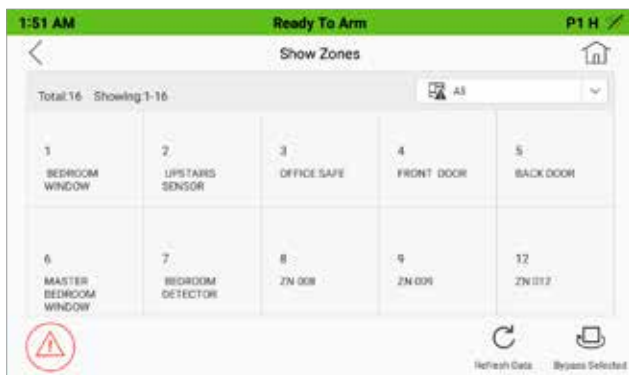 1:51 AM Ready To Arm P1 H
Show Zones
Total:16 Showing:1-16 All
1 2 3 4 5
BEDROOM UPSTAIRS OFFICE SAFE FRONT DOOR BACK DOOR
WINDOW SENSOR
6 7 8 9 12
MASTER BEDROOM ZN 008 ZN 009 ZN 012
BEDROOM DETECTOR
WINDOW
Refresh Data Bypass Selected